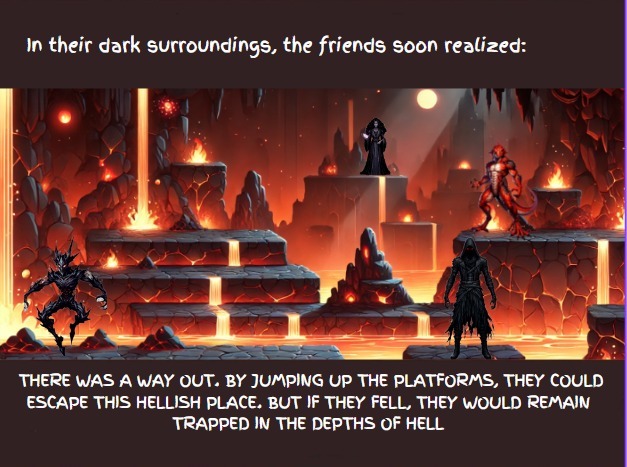 In their dark surroundings, the friends soon realized:
THERE WAS A WAY OUT. BY JUMPING UP THE PLATFORMS, THEY COULD
ESCAPE THIS HELLISH PLACE. BUT IF THEY FELL, THEY WOULD REMAIN
TRAPPED IN THE DEPTHS OF HELL